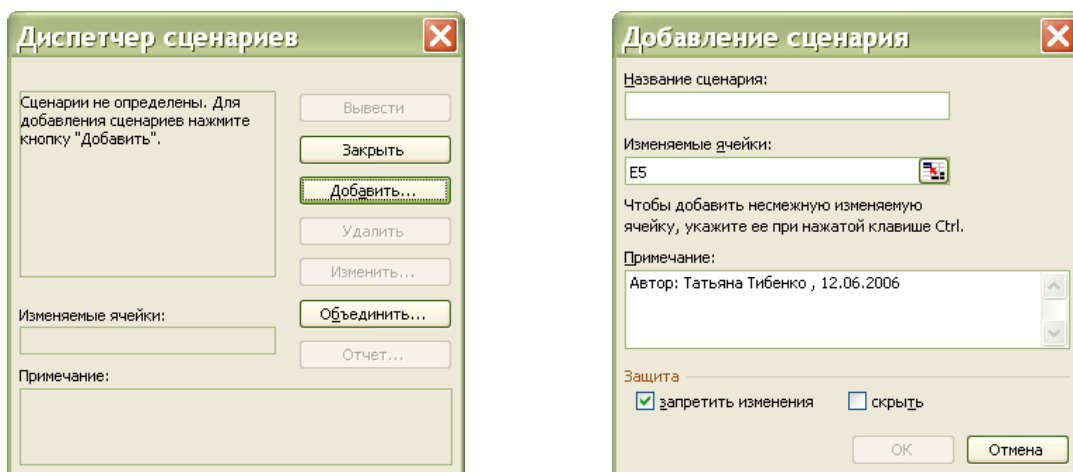 Диспетчер сценариев
Сценарии не определены. Для
добавления сценариев нажмите
кнопку "Добавить".
Вывести
Закрыть
Добавить...
Удалить
Изменить...
Объединить...
Отчет...
Изменяемые ячейки:
Примечание:
Добавление сценария
Название сценария:
Изменяемые ячейки:
E5
Чтобы добавить несмежную изменяемую
ячейку, укажите ее при нажатой клавише Ctrl.
Примечание:
Автор: Татьяна Тибенко , 12.06.2006
Защита
запретить изменения
скрыть
ОК
Отмена